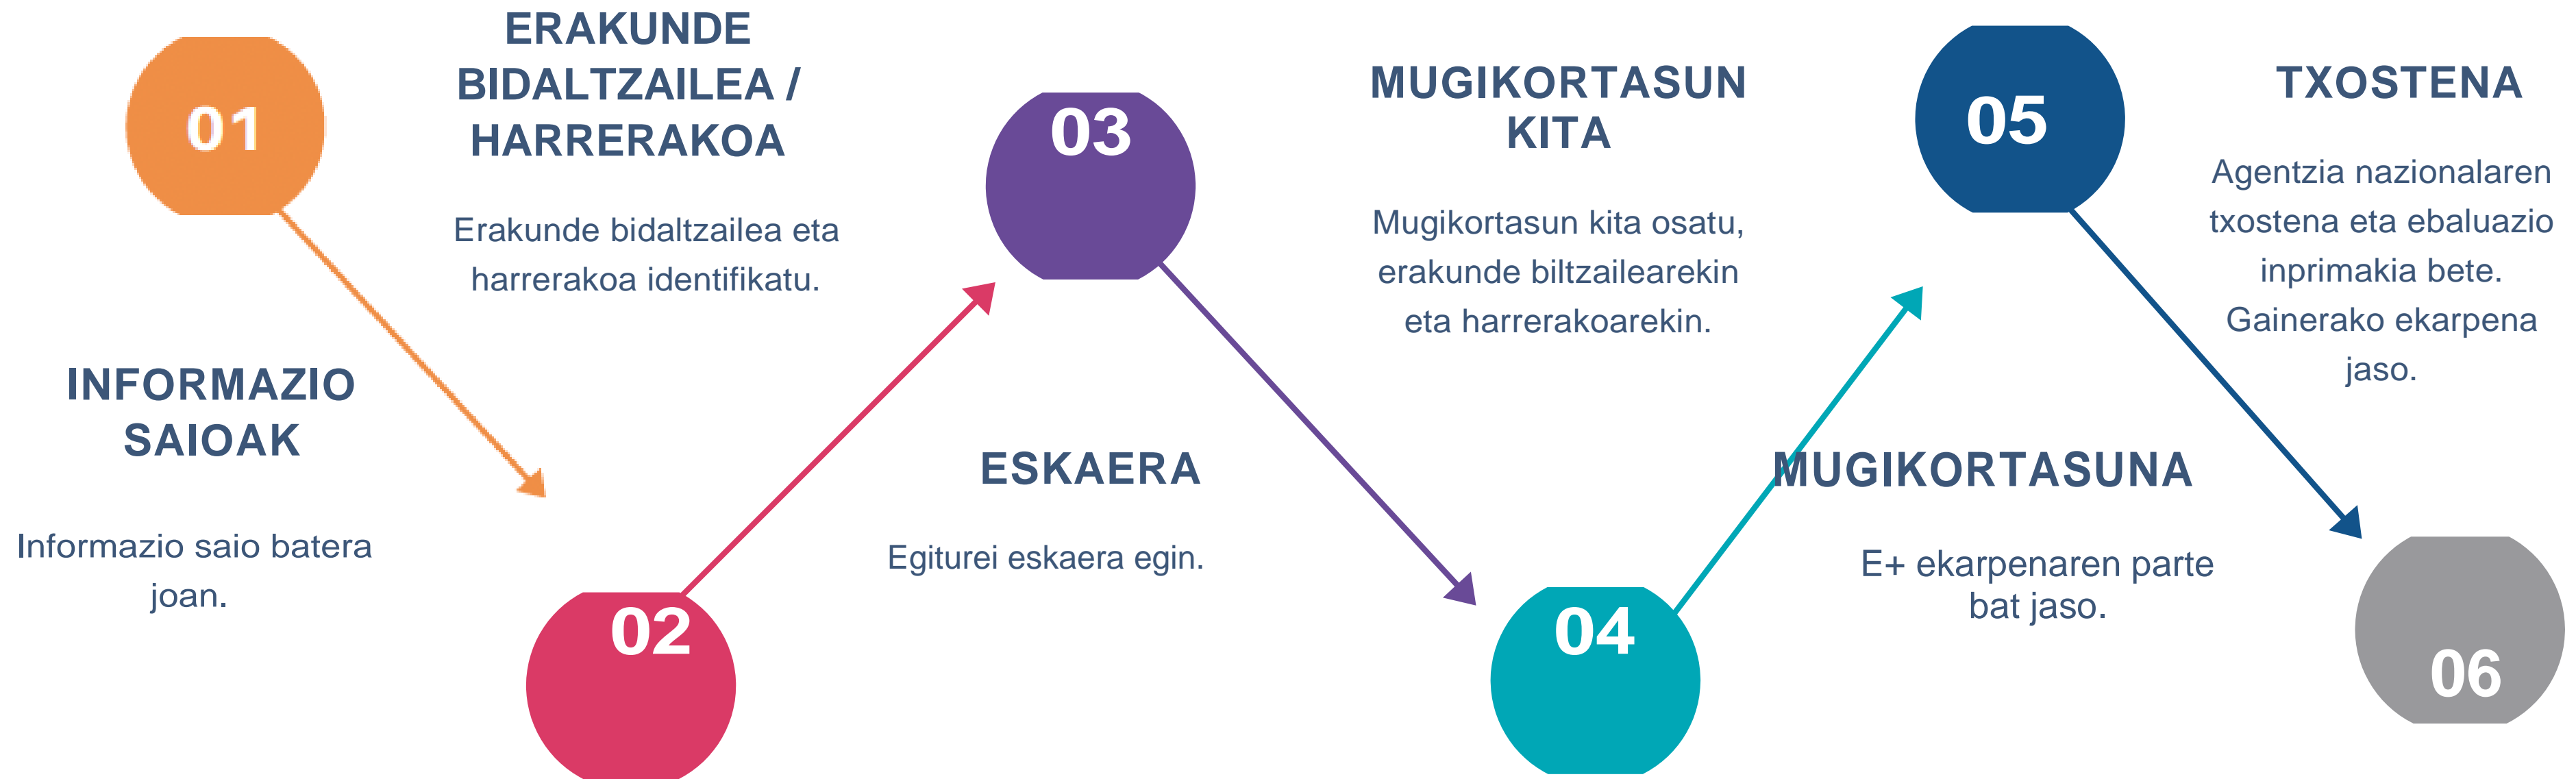 01
INFORMAZIO
SAIOAK
Informazio saio batera
joan.
ERAKUNDE
BIDALTZAILEA /
HARRERAKOA
Erakunde bidaltzailea eta
harrerakoa identifikatu.
02
03
ESKAERA
Egiturei eskaera egin.
MUGIKORTASUN
KITA
Mugikortasun kita osatu,
erakunde biltzailearekin
eta harrerakoarekin.
04
05
MUGIKORTASUNA
E+ ekarpenaren parte
bat jaso.
TXOSTENA
Agentzia nazionalaren
txostena eta ebaluazio
inprimakia bete.
Gainerako ekarpena
jaso.
06